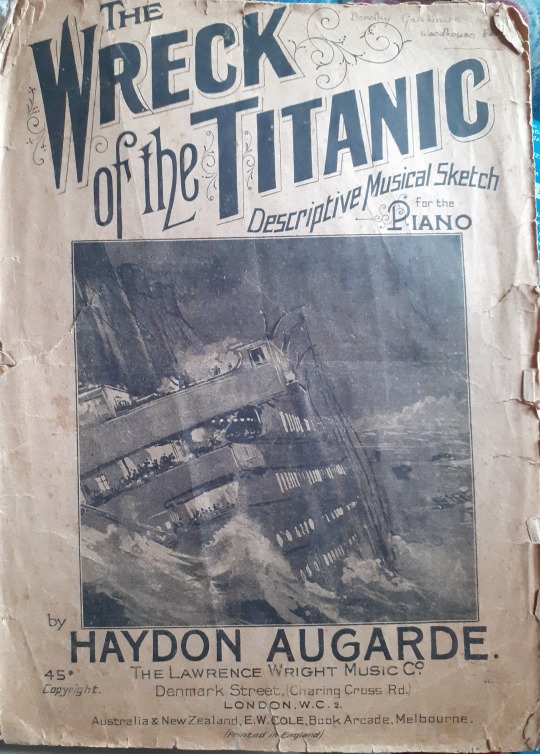 Dorothy
Woodhouse
THE
WRECK
of the TITANIC
Descriptive Musical Sketch
for the
PIANO
by
HAYDON AUGARDE.
45
THE LAWRENCE WRIGHT MUSIC Cº
Copyright.
Denmark Street, (Charing Cross Rd.)
LONDON, W.C. 2.
Australia & New Zealand, E.W. COLE, Book Arcade, Melbourne.
(Printed in England)